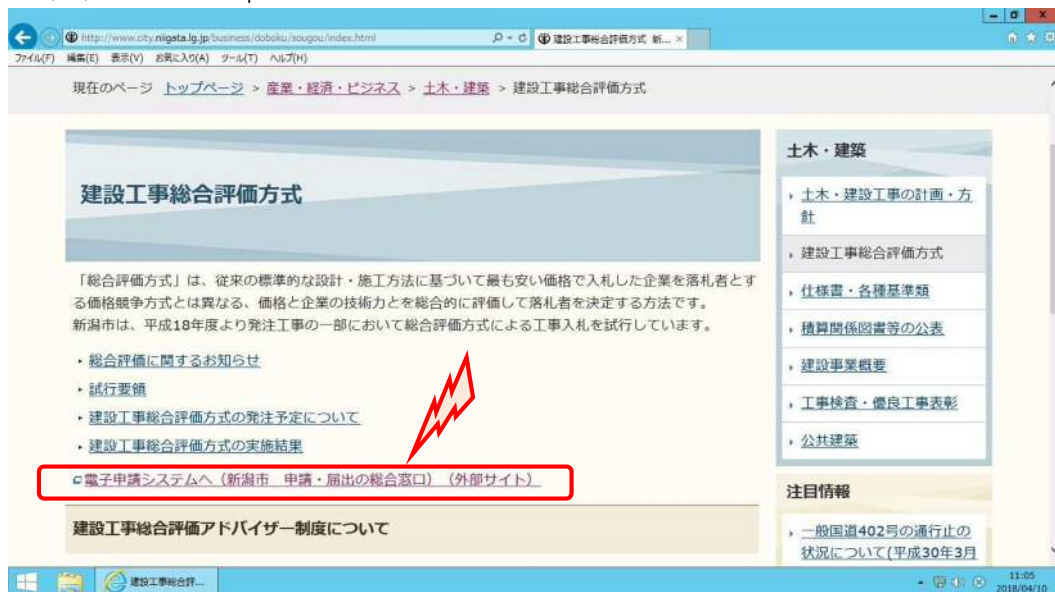 http://www.city.niigata.lg.jp/business/doboku/sougou/index.html
建設工事総合評価方式 新... ×
ファイル(F) 編集(E) 表示(V) お気に入り(A) ツール(T) ヘルプ(H)
現在のページ トップページ > 産業・経済・ビジネス > 土木・建築 > 建設工事総合評価方式
建設工事総合評価方式
「総合評価方式」は、従来の標準的な設計・施工方法に基づいて最も安い価格で入札した企業を落札者とす
る価格競争方式とは異なる、価格と企業の技術力とを総合的に評価して落札者を決定する方法です。
新潟市は、平成18年度より発注工事の一部において総合評価方式による工事入札を試行しています。
・総合評価に関するお知らせ
・試行要領
・建設工事総合評価方式の発注予定について
・建設工事総合評価方式の実施結果
電子申請システムへ（新潟市 申請・届出の総合窓口）（外部サイト）
建設工事総合評価アドバイザー制度について
土木・建築
土木・建設工事の計画・方
針
建設工事総合評価方式
仕様書・各種基準類
積算関係図書等の公表
建設事業概要
工事検査・優良工事表彰
公共建築
注目情報
一般国道402号の通行止の
状況について(平成30年3月
建設工事総合評...
11:05
2018/04/10